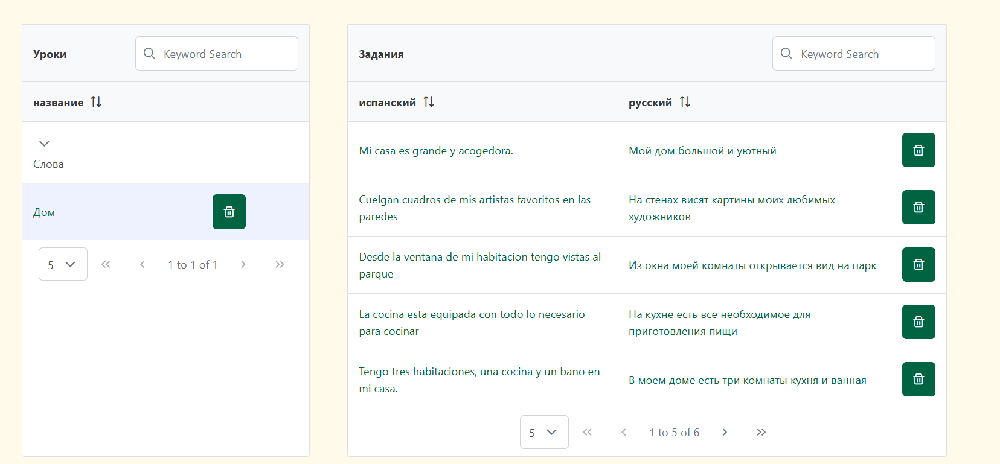 Уроки
Keyword Search
название
Слова
Дом
5
1 to 1 of 1
Задания
Keyword Search
испанский
русский
Mi casa es grande y acogedora.
Мой дом большой и уютный
Cuelgan cuadros de mis artistas favoritos en las
paredes
На стенах висят картины моих любимых
художников
Desde la ventana de mi habitacion tengo vistas al
parque
Из окна моей комнаты открывается вид на парк
La cocina esta equipada con todo lo necesario
para cocinar
На кухне есть все необходимое для
приготовления пищи
Tengo tres habitaciones, una cocina y un bano en
mi casa.
В моем доме есть три комнаты кухня и ванная
5
1 to 5 of 6